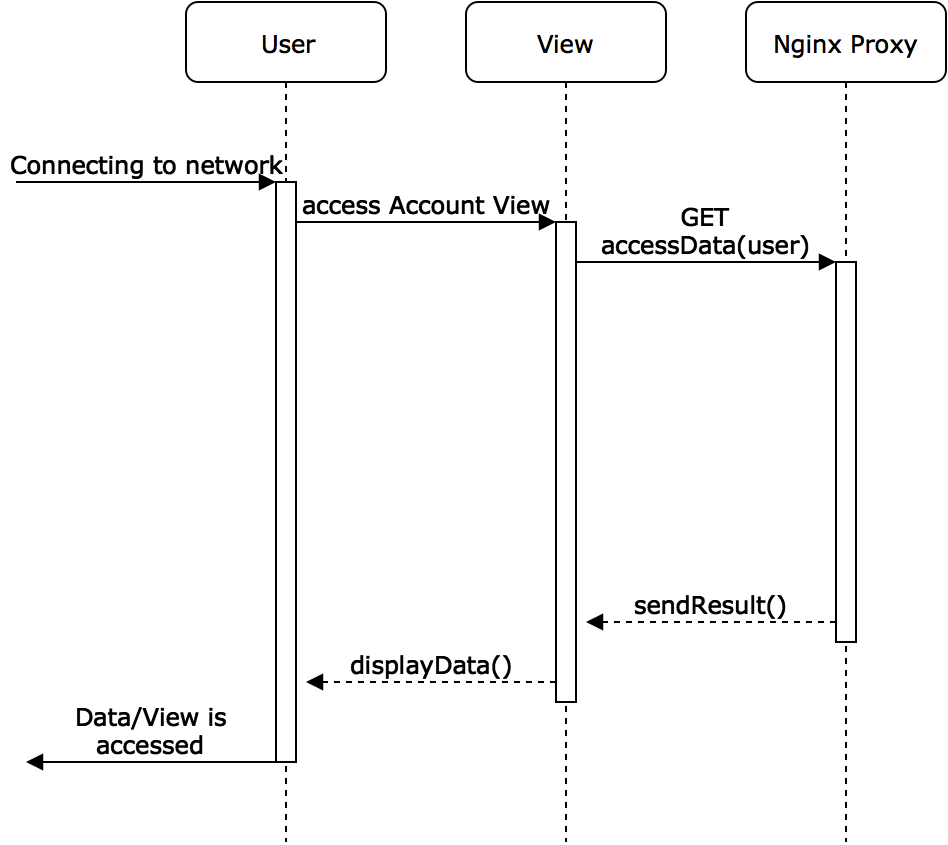 User
View
Nginx Proxy
Connecting to network
access Account View
GET
accessData(user)
sendResult()
displayData()
Data/View is
accessed